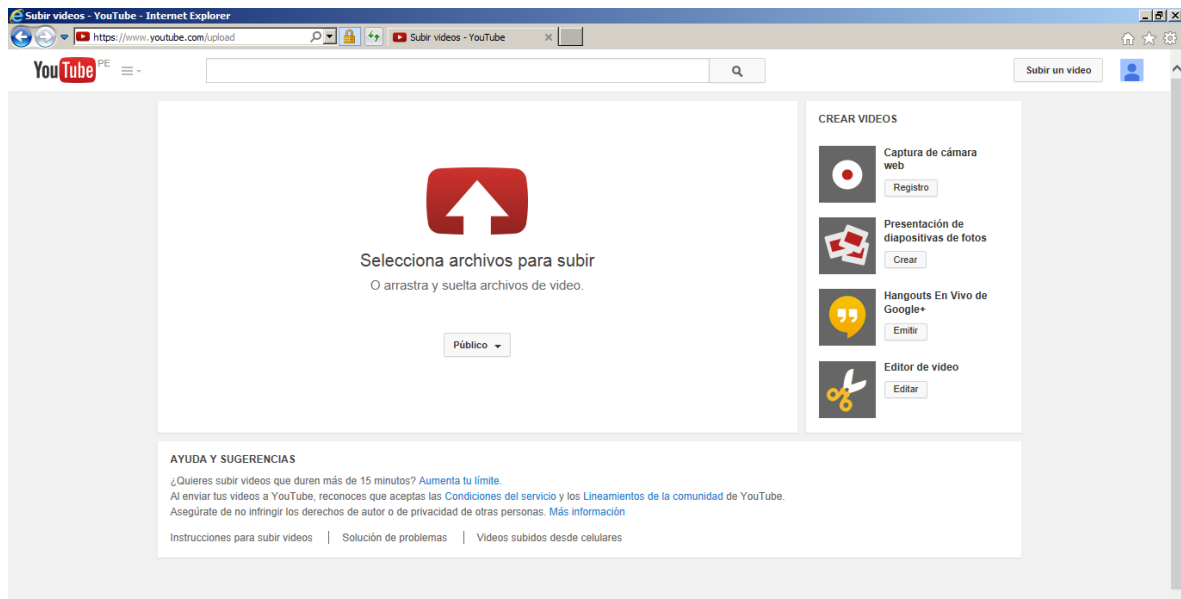 Subir videos - YouTube - Internet Explorer
https://www.youtube.com/upload
Subir videos - YouTube
YouTube PE
Subir un video
Selecciona archivos para subir
O arrastra y suelta archivos de video.
Público
CREAR VIDEOS
Captura de cámara
web
Registro
Presentación de
diapositivas de fotos
Crear
Hangouts En Vivo de
Google+
Emitir
Editor de video
Editar
AYUDA Y SUGERENCIAS
¿Quieres subir videos que duren más de 15 minutos? Aumenta tu límite.
Al enviar tus videos a YouTube, reconoces que aceptas las Condiciones del servicio y los Lineamientos de la comunidad de YouTube.
Asegúrate de no infringir los derechos de autor o de privacidad de otras personas. Más información
Instrucciones para subir videos | Solución de problemas | Videos subidos desde celulares